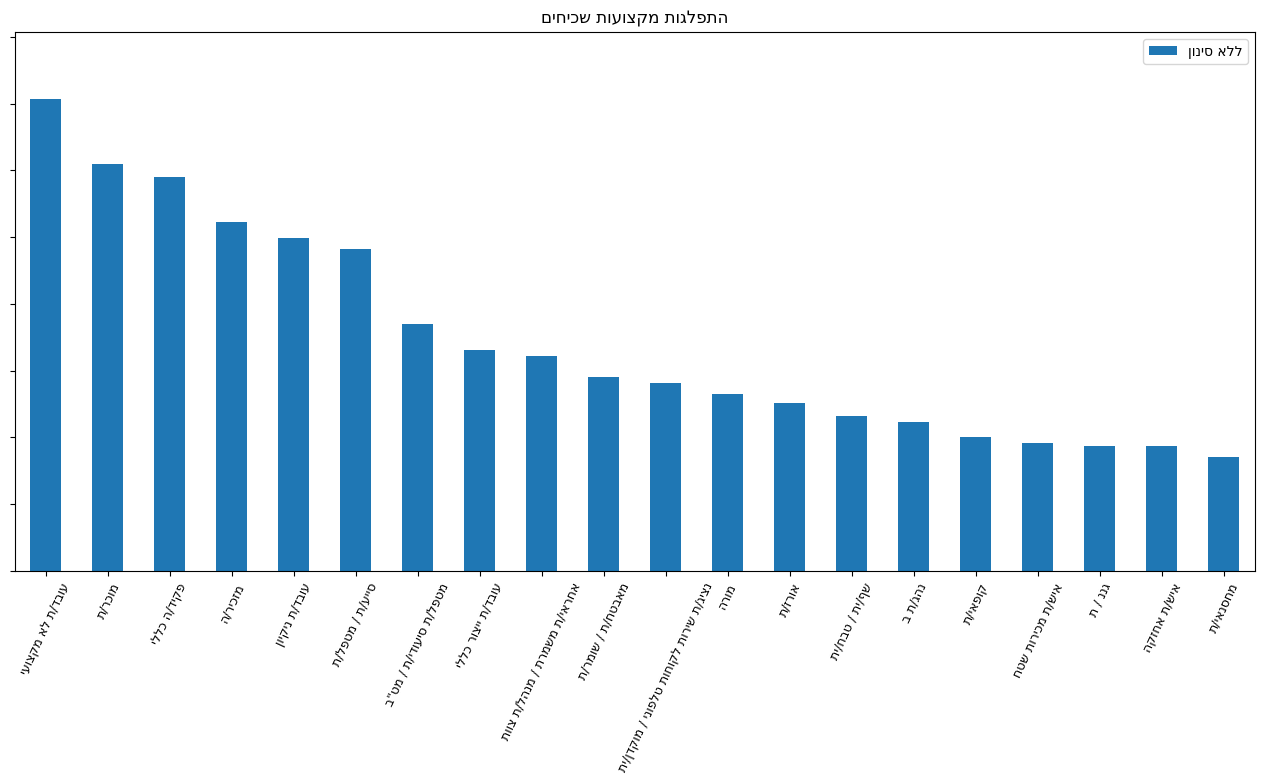 התפלגות מקצועות שכיחים
ללא סינון
עובד/ת לא מקצועי
מוכר/ת
פקיד/ה כללי
מזכיר/ה
עובד/ת ניקיון
סייע/ת / מטפל/ת
מטפל/ת סיעודי/ת / מט"ב
עובד/ת ייצור כללי
אחראי/ת משמרת / מנהל/ת צוות
מאבטח/ת / שומר/ת
נציג/ת שירות לקוחות טלפוני / מוקדן/ית
מורה
אורז/ת
שף/ית / טבח/ית
נהג/ת ב
קופאי/ת
איש/ת מכירות שטח
גננ / ת
איש/ת אחזקה
מחסנאי/ת